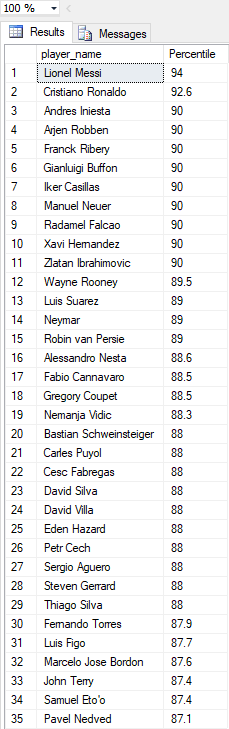 100 %
Results Messages
player_name Percentile
1 Lionel Messi 94
2 Cristiano Ronaldo 92.6
3 Andres Iniesta 90
4 Arjen Robben 90
5 Franck Ribery 90
6 Gianluigi Buffon 90
7 Iker Casillas 90
8 Manuel Neuer 90
9 Radamel Falcao 90
10 Xavi Hernandez 90
11 Zlatan Ibrahimovic 90
12 Wayne Rooney 89.5
13 Luis Suarez 89
14 Neymar 89
15 Robin van Persie 89
16 Alessandro Nesta 88.6
17 Fabio Cannavaro 88.5
18 Gregory Coupet 88.5
19 Nemanja Vidic 88.3
20 Bastian Schweinsteiger 88
21 Carles Puyol 88
22 Cesc Fabregas 88
23 David Silva 88
24 David Villa 88
25 Eden Hazard 88
26 Petr Cech 88
27 Sergio Aguero 88
28 Steven Gerrard 88
29 Thiago Silva 88
30 Fernando Torres 87.9
31 Luis Figo 87.7
32 Marcelo Jose Bordon 87.6
33 John Terry 87.4
34 Samuel Eto'o 87.4
35 Pavel Nedved 87.1